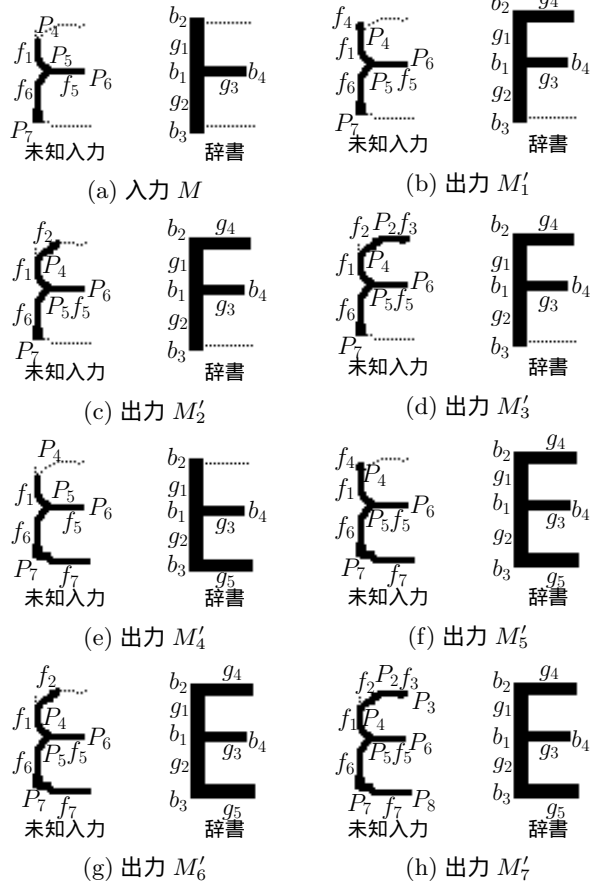 P₄ b₂
f₁ P₅ g₁
P₆ b₁ b₄
f₆ f₅ g₃
g₂
P₇ b₃
未知入力 辞書
(a) 入力 M
f₄ b₂ g₄
P₄
f₁ g₁
P₆ b₁ b₄
P₅ f₅ g₃
f₆ g₂
P₇ b₃
未知入力 辞書
(b) 出力 M′₁
f₂ b₂ g₄
P₄
f₁ g₁
P₆ b₁ b₄
P₅ f₅ g₃
f₆ g₂
P₇ b₃
未知入力 辞書
(c) 出力 M′₂
f₂ P₂ f₃ b₂ g₄
P₄
f₁ g₁
P₆ b₁ b₄
P₅ f₅ g₃
f₆ g₂
P₇ b₃
未知入力 辞書
(d) 出力 M′₃
P₄ b₂
f₁ P₅ g₁
P₆ b₁ b₄
f₅ g₃
f₆ g₂
P₇ f₇ b₃ g₅
未知入力 辞書
(e) 出力 M′₄
f₄ b₂ g₄
P₄
f₁ g₁
P₆ b₁ b₄
P₅ f₅ g₃
f₆ g₂
P₇ f₇ b₃ g₅
未知入力 辞書
(f) 出力 M′₅
f₂ b₂ g₄
f₁ P₄ g₁
P₆ b₁ b₄
P₅ f₅ g₃
f₆ g₂
P₇ f₇ b₃ g₅
未知入力 辞書
(g) 出力 M′₆
f₂ P₂ f₃ b₂ g₄
P₃
f₁ P₄ g₁
P₆ b₁ b₄
P₅ f₅ g₃
f₆ g₂
P₇ f₇ P₈ b₃ g₅
未知入力 辞書
(h) 出力 M′₇